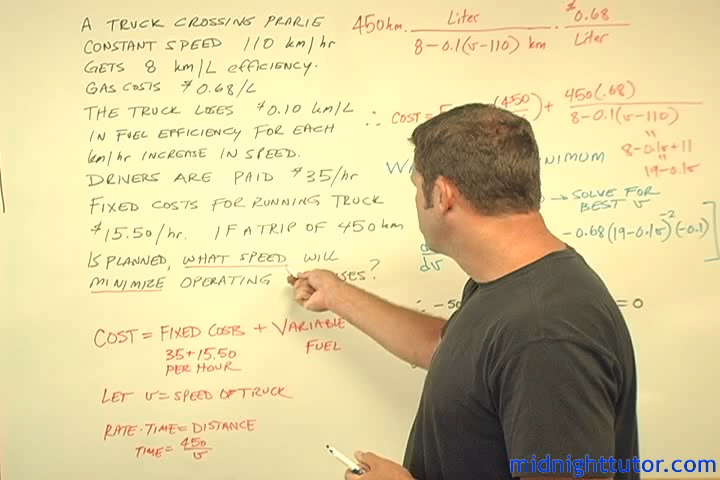 A TRUCK CROSSING PRARIE
CONSTANT SPEED 110 km/hr
GETS 8 km/L efficiency.
GAS COSTS $0.68/L
THE TRUCK LOSES $0.10 km/L
IN FUEL EFFICIENCY FOR EACH
km/hr INCREASE IN SPEED.
DRIVERS ARE PAID $35/hr
FIXED COSTS FOR RUNNING TRUCK
$15.50/hr. IF A TRIP OF 450 km
IS PLANNED, WHAT SPEED WILL
MINIMIZE OPERATING SES?
COST = FIXED COSTS + VARIABLE
35+15.50 FUEL
PER HOUR
LET v = SPEED OF TRUCK
RATE·TIME = DISTANCE
TIME = 450/v
450km · Liter / 8-0.1(v-110) km · $0.68 / Liter
∴ COST = (450/ ) + 450(.68) / 8-0.1(v-110)
"
8-0.1v+11
"
19-0.1v
NIMUM
→ SOLVE FOR
BEST v
-0.68(19-0.1v)⁻²(-0.1)
d
dv
∴ -50 = 0
midnighttutor.com